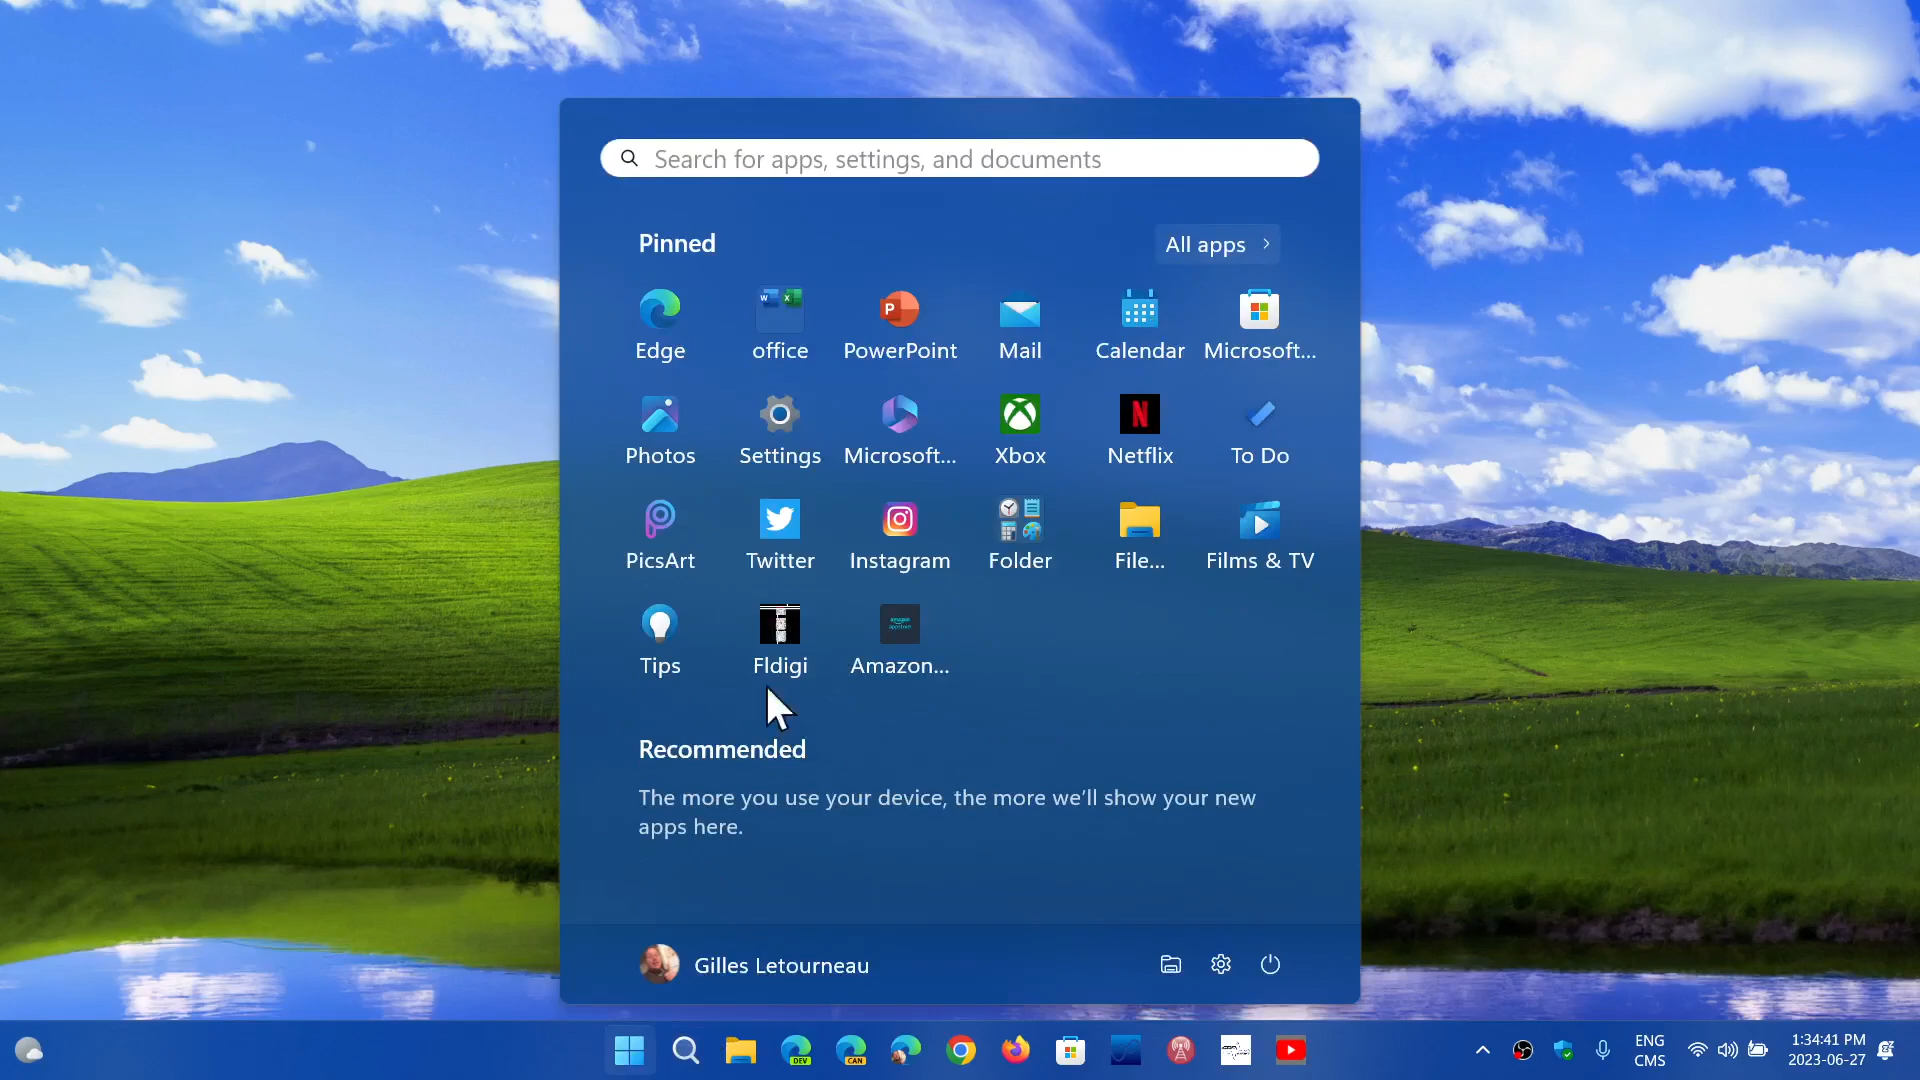 Search for apps, settings, and documents
Pinned
All apps
Edge
office
PowerPoint
Mail
Calendar
Microsoft...
Photos
Settings
Microsoft...
Xbox
Netflix
To Do
PicsArt
Twitter
Instagram
Folder
File...
Films & TV
Tips
Fldigi
Amazon...
Recommended
The more you use your device, the more we'll show your new
apps here.
Gilles Letourneau
DEV
CAN
ENG
CMS
1:34:41 PM
2023-06-27